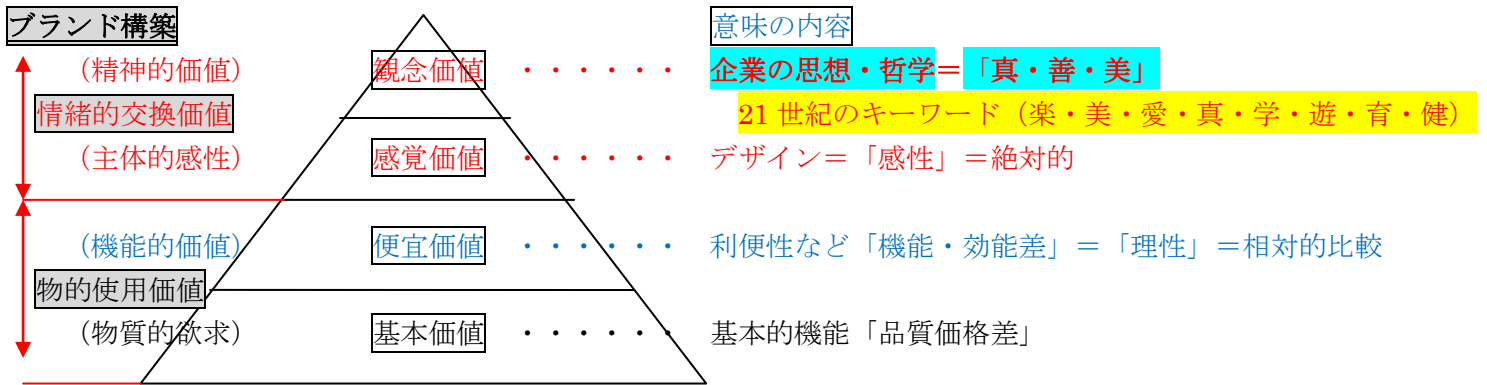 ブランド構築 意味の内容
(精神的価値) 観念価値 ・・・・・・ 企業の思想・哲学＝「真・善・美」
情緒的交換価値 21 世紀のキーワード（楽・美・愛・真・学・遊・育・健）
(主体的感性) 感覚価値 ・・・・・・ デザイン＝「感性」＝絶対的
(機能的価値) 便宜価値 ・・・・・・ 利便性など「機能・効能差」＝「理性」＝相対的比較
物的使用価値
(物質的欲求) 基本価値 ・・・・・・ 基本的機能「品質価格差」